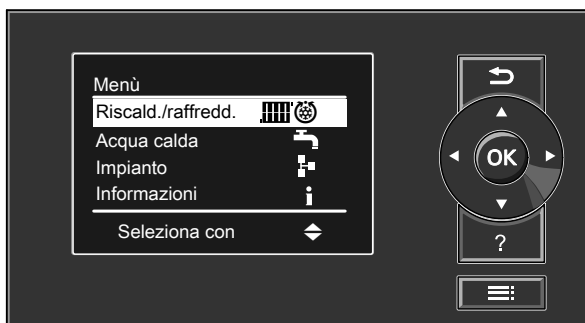 Menù
Riscald./raffredd.
Acqua calda
Impianto
Informazioni i
Seleziona con
OK
?